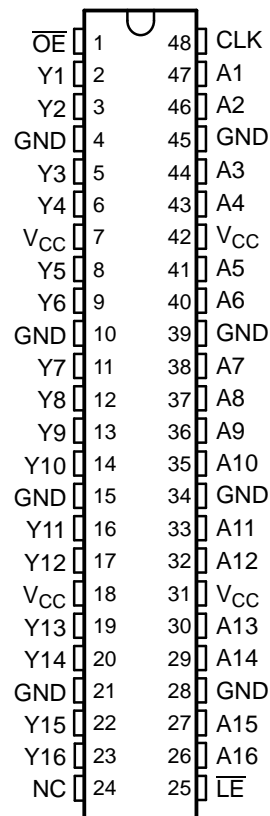 O̅E̅ 1 48 CLK
Y1 2 47 A1
Y2 3 46 A2
GND 4 45 GND
Y3 5 44 A3
Y4 6 43 A4
VCC 7 42 VCC
Y5 8 41 A5
Y6 9 40 A6
GND 10 39 GND
Y7 11 38 A7
Y8 12 37 A8
Y9 13 36 A9
Y10 14 35 A10
GND 15 34 GND
Y11 16 33 A11
Y12 17 32 A12
VCC 18 31 VCC
Y13 19 30 A13
Y14 20 29 A14
GND 21 28 GND
Y15 22 27 A15
Y16 23 26 A16
NC 24 25 L̅E̅